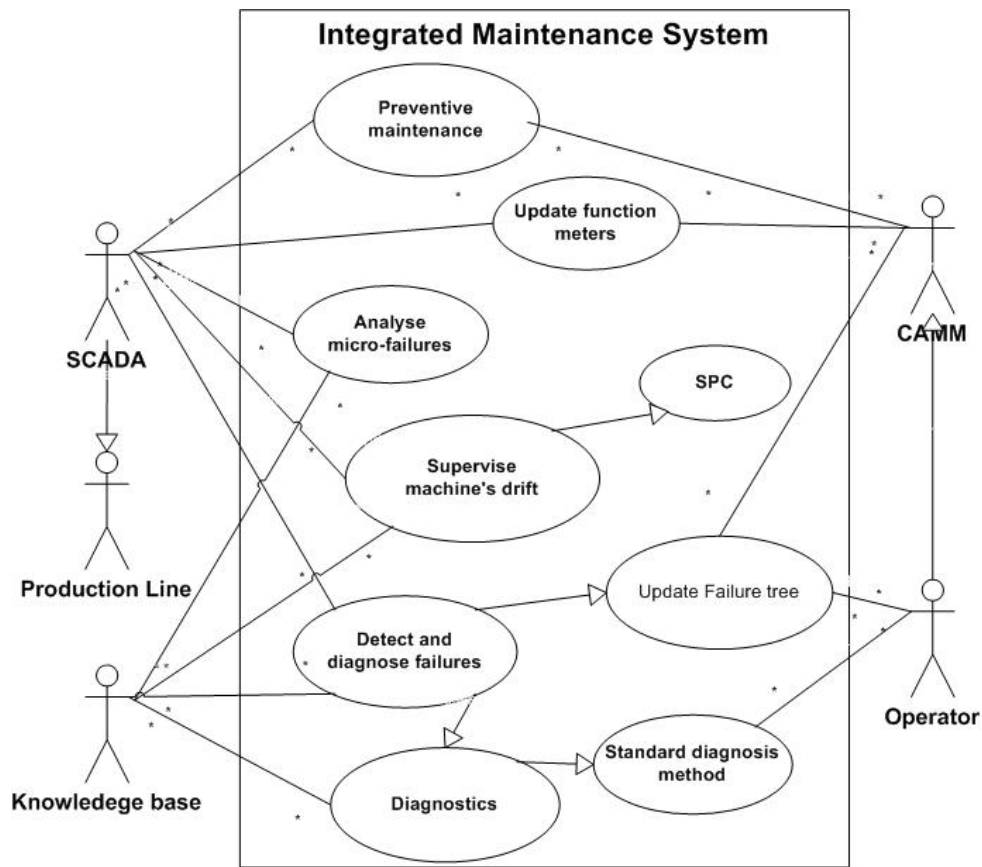 Integrated Maintenance System
Preventive
maintenance
Update function
meters
Analyse
micro-failures
SCADA
CAMM
SPC
Supervise
machine's drift
Production Line
Update Failure tree
Detect and
diagnose failures
Operator
Knowledege base
Standard diagnosis
method
Diagnostics